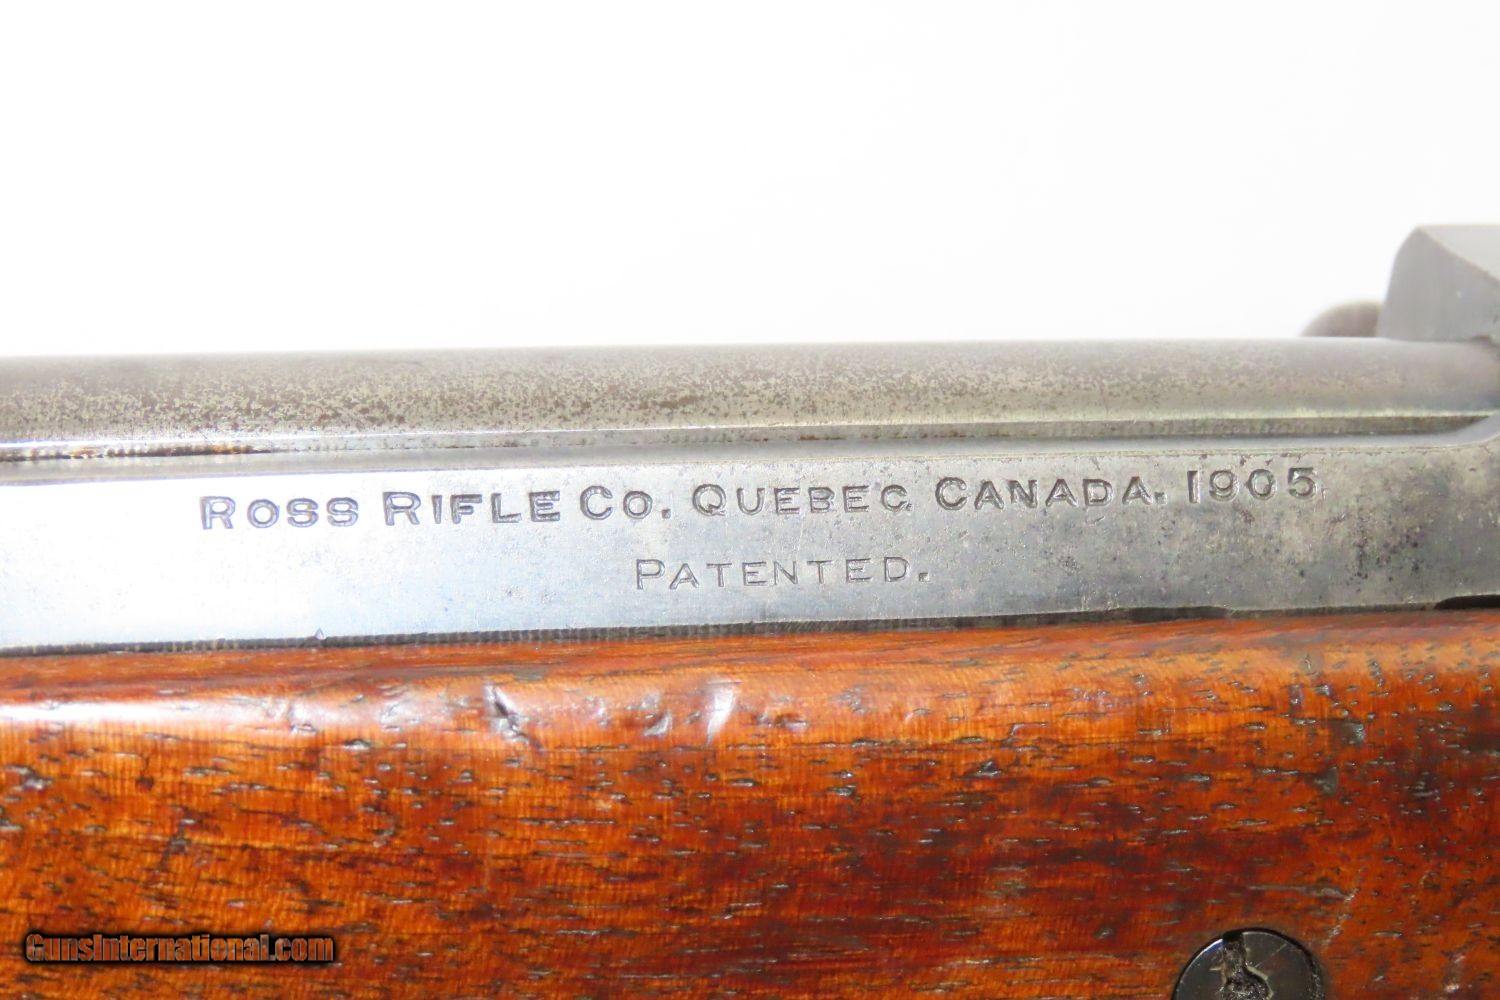 ROSS RIFLE CO. QUEBEC. CANADA. 1905.
PATENTED.
GunsInternational.com